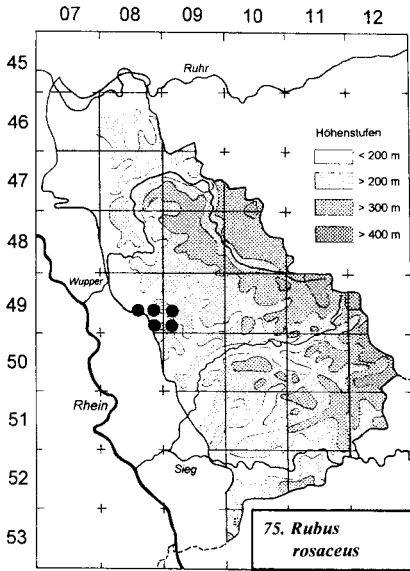 07 08 09 10 11 12
45
46
47
48
49
50
51
52
53
Ruhr
Höhenstufen
< 200 m
> 200 m
> 300 m
> 400 m
Wupper
Rhein
Sieg
75. Rubus
rosaceus